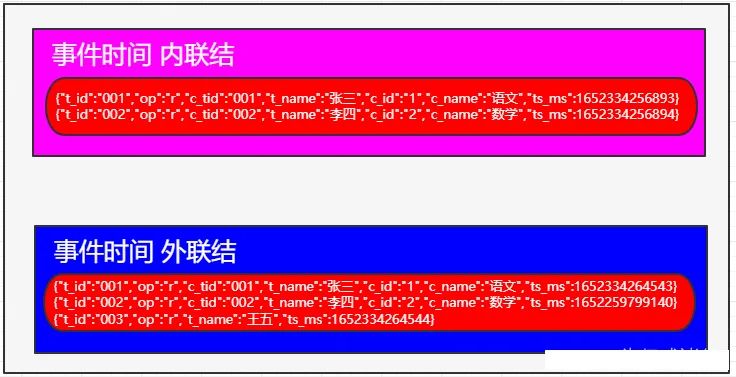 事件时间 内联结
{"t_id":"001","op":"r","c_tid":"001","t_name":"张三","c_id":"1","c_name":"语文","ts_ms":1652334256893}
{"t_id":"002","op":"r","c_tid":"002","t_name":"李四","c_id":"2","c_name":"数学","ts_ms":1652334256894}
事件时间 外联结
{"t_id":"001","op":"r","c_tid":"001","t_name":"张三","c_id":"1","c_name":"语文","ts_ms":1652334264543}
{"t_id":"002","op":"r","c_tid":"002","t_name":"李四","c_id":"2","c_name":"数学","ts_ms":1652259799140}
{"t_id":"003","op":"r","t_name":"王五","ts_ms":1652334264544}